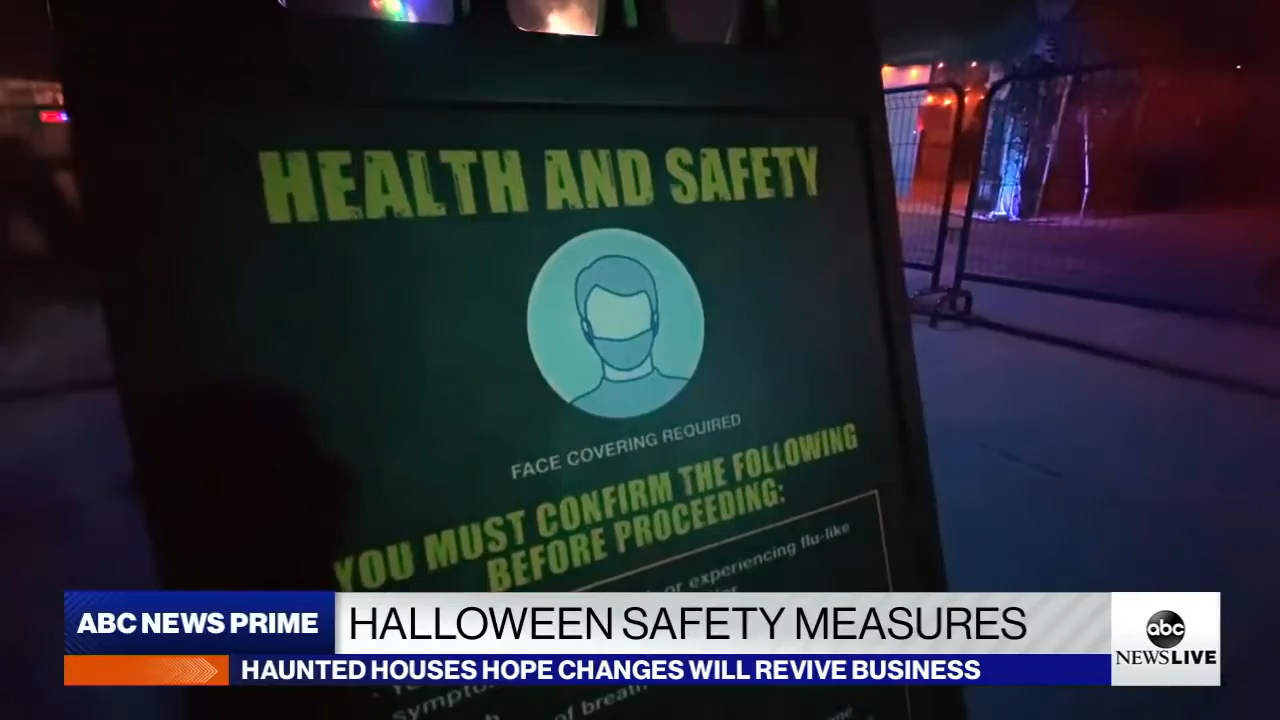 HEALTH AND SAFETY
FACE COVERING REQUIRED
YOU MUST CONFIRM THE FOLLOWING
BEFORE PROCEEDING:
or experiencing flu-like
ABC NEWS PRIME
HALLOWEEN SAFETY MEASURES
HAUNTED HOUSES HOPE CHANGES WILL REVIVE BUSINESS
abc
NEWS LIVE
of